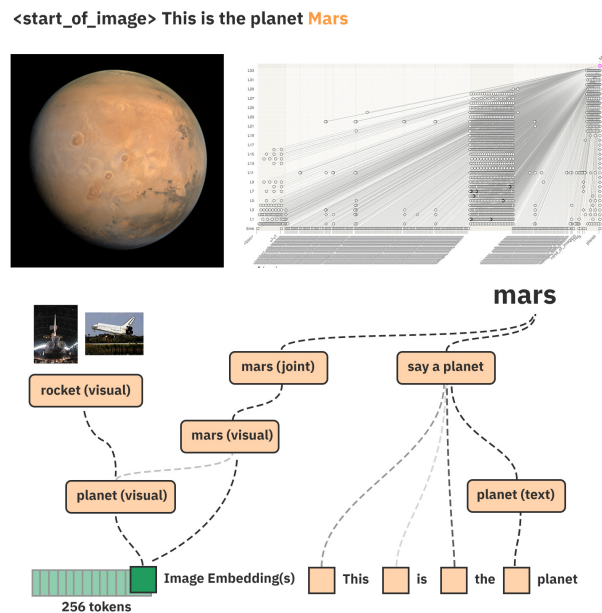 <start_of_image> This is the planet Mars
mars
mars (joint)
say a planet
rocket (visual)
mars (visual)
planet (visual)
planet (text)
Image Embedding(s)
This
is
the
planet
256 tokens